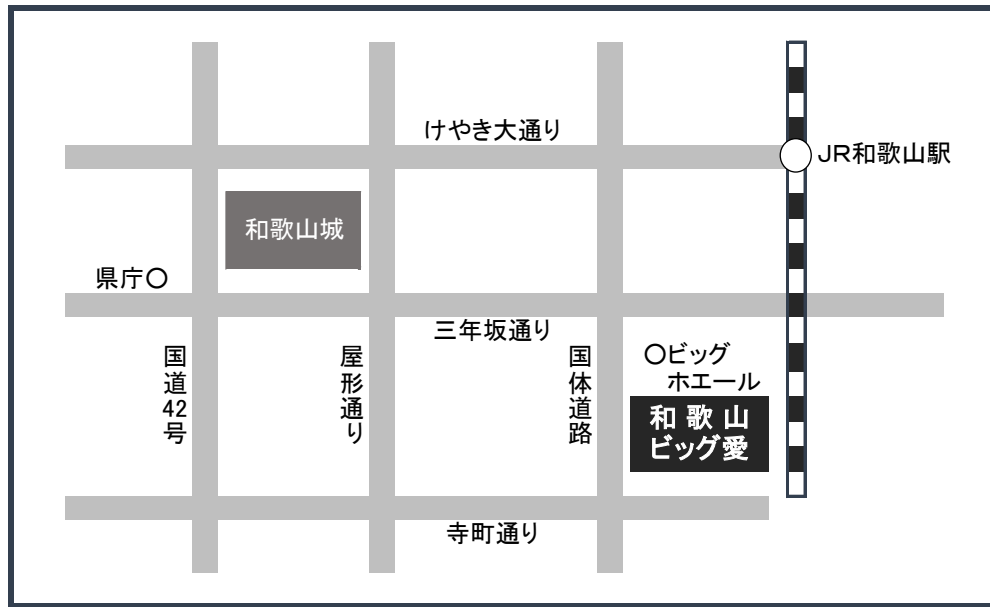 けやき大通り
JR和歌山駅
和歌山城
県庁〇
三年坂通り
国道42号
屋形通り
国体道路
〇ビッグ
ホエール
和歌山
ビッグ愛
寺町通り